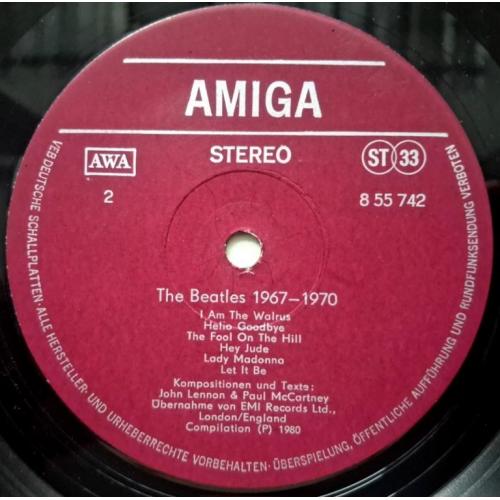 AMIGA
AWA
STEREO
ST 33
2
8 55 742
The Beatles 1967–1970
I Am The Walrus
Hello Goodbye
The Fool On The Hill
Hey Jude
Lady Madonna
Let It Be
Kompositionen und Texte:
John Lennon & Paul McCartney
Übernahme von EMI Records Ltd.,
London/England
Compilation (P) 1980
VEB DEUTSCHE SCHALLPLATTEN · ALLE HERSTELLER- UND URHEBERRECHTE VORBEHALTEN · ÜBERSPIELUNG, ÖFFENTLICHE AUFFÜHRUNG UND RUNDFUNKSENDUNG VERBOTEN